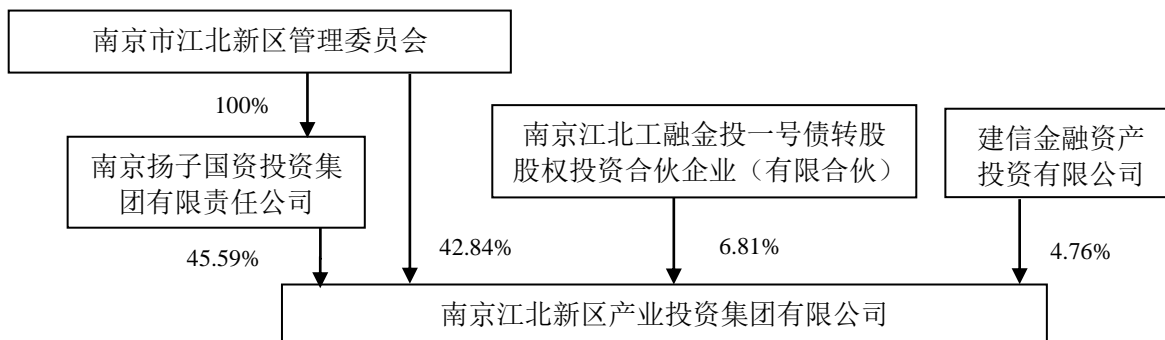 南京市江北新区管理委员会
100%
南京扬子国资投资集
团有限责任公司
南京江北工融金投一号债转股
股权投资合伙企业（有限合伙）
建信金融资产
投资有限公司
45.59%
42.84%
6.81%
4.76%
南京江北新区产业投资集团有限公司